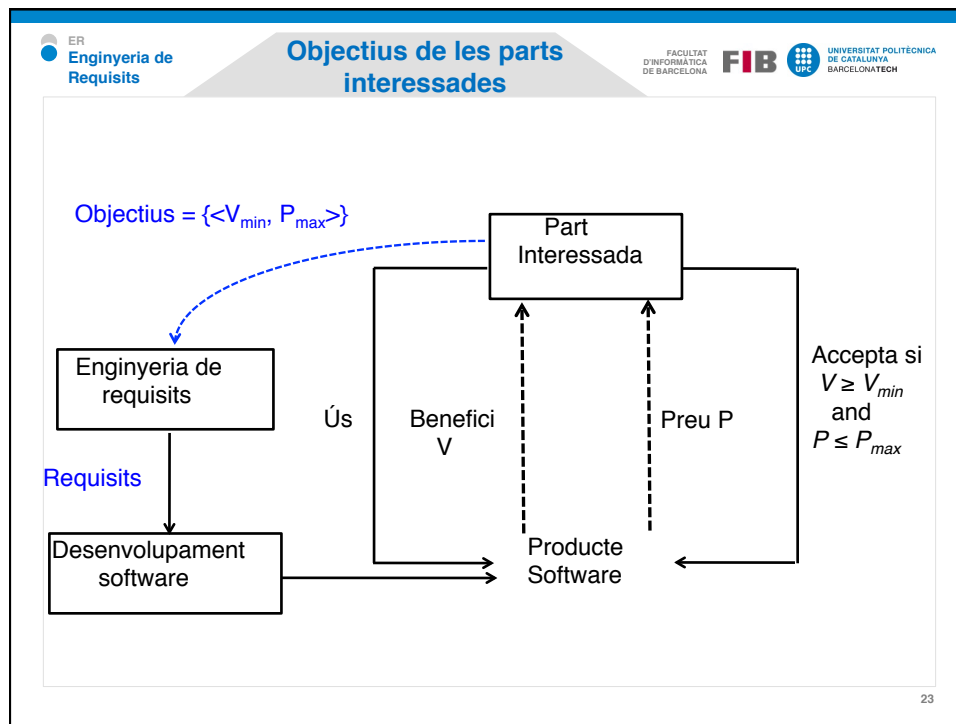 ER
Enginyeria de
Requisits
Objectius de les parts
interessades
FACULTAT
D'INFORMÀTICA
DE BARCELONA
FIB
UPC
UNIVERSITAT POLITÈCNICA
DE CATALUNYA
BARCELONATECH
Objectius = {<Vmin, Pmax>}
Part
Interessada
Enginyeria de
requisits
Ús
Benefici
V
Preu P
Accepta si
V ≥ Vmin
and
P ≤ Pmax
Requisits
Desenvolupament
software
Producte
Software
23